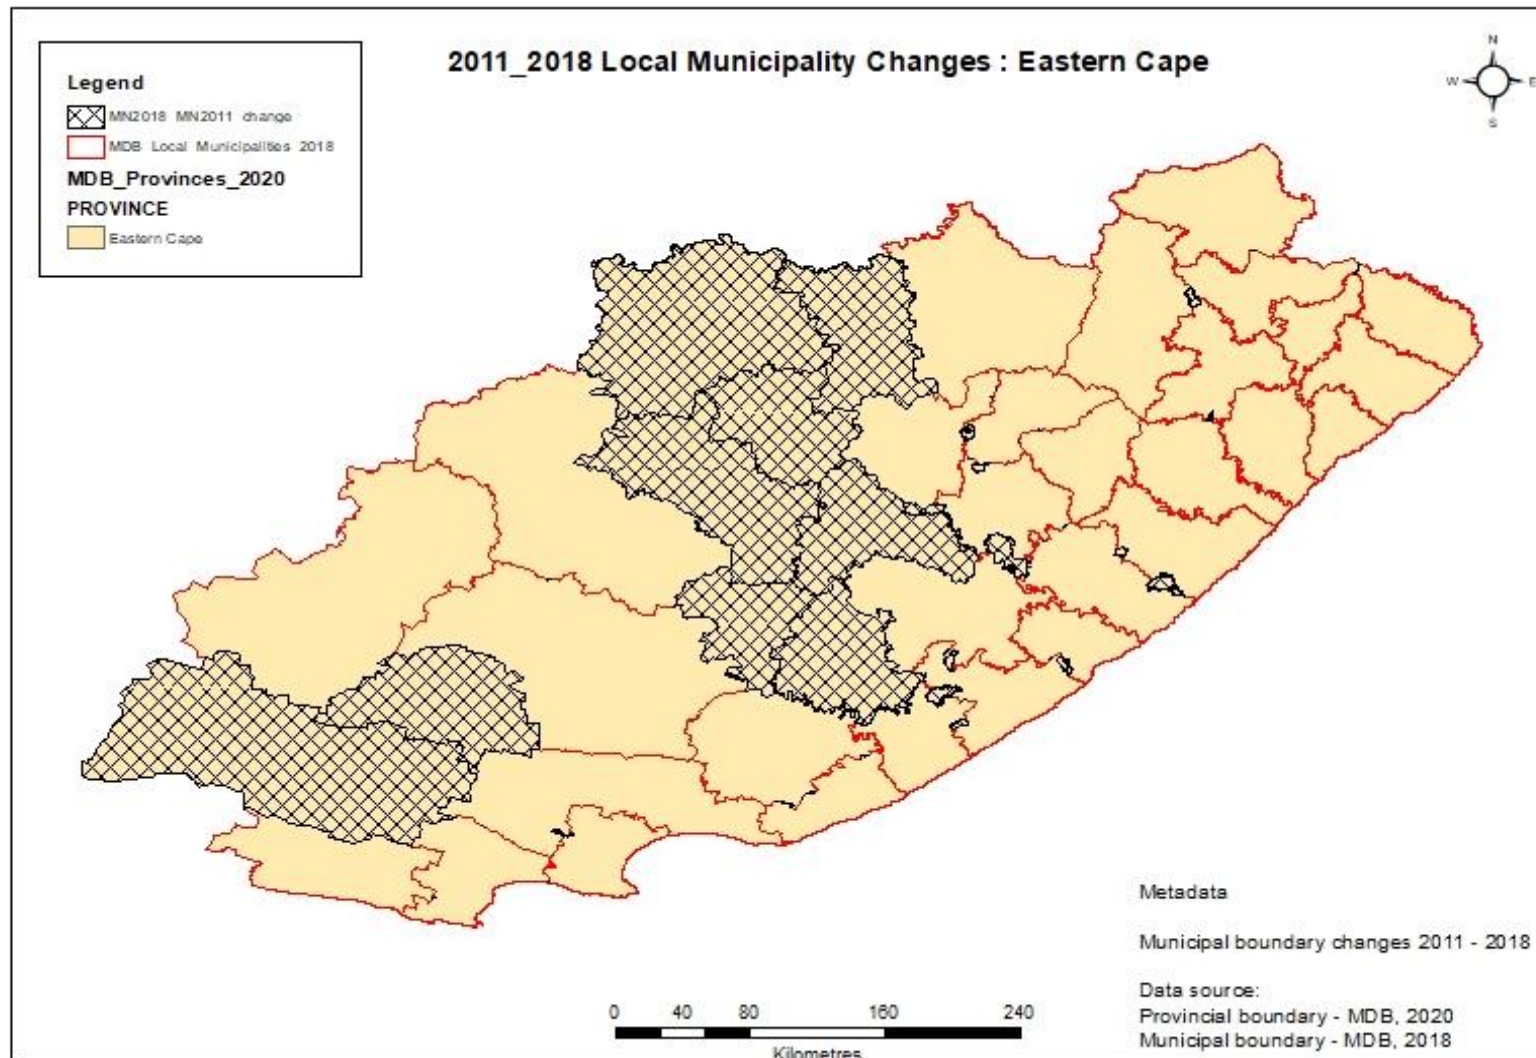 2011_2018 Local Municipality Changes : Eastern Cape
N
W E
S
Legend
MN2018 MN2011 change
MDB Local Municipalities 2018
MDB_Provinces_2020
PROVINCE
Eastern Cape
0 40 80 160 240
Kilometres
Metadata
Municipal boundary changes 2011 - 2018
Data source:
Provincial boundary - MDB, 2020
Municipal boundary - MDB, 2018